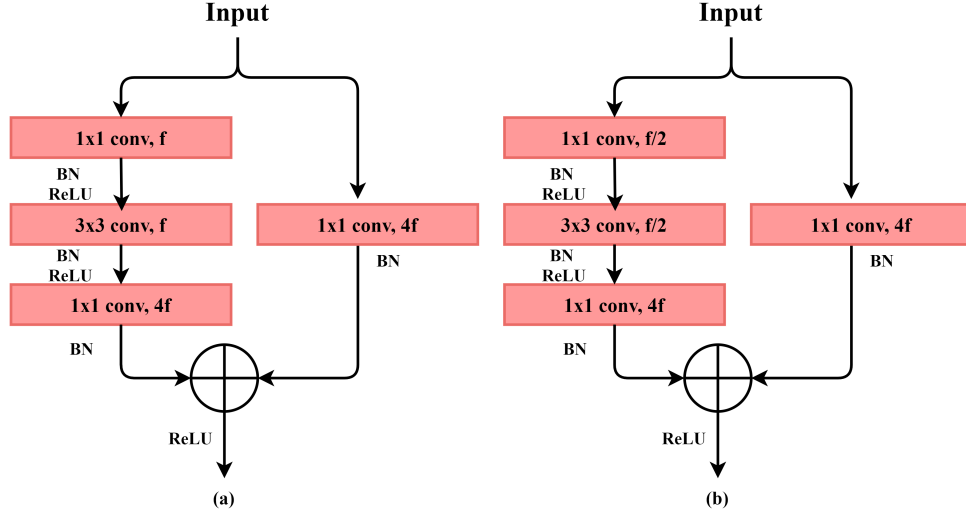 Input
1x1 conv, f
BN
ReLU
3x3 conv, f
1x1 conv, 4f
BN
ReLU
BN
1x1 conv, 4f
BN
ReLU
(a)
Input
1x1 conv, f/2
BN
ReLU
3x3 conv, f/2
1x1 conv, 4f
BN
ReLU
BN
1x1 conv, 4f
BN
ReLU
(b)